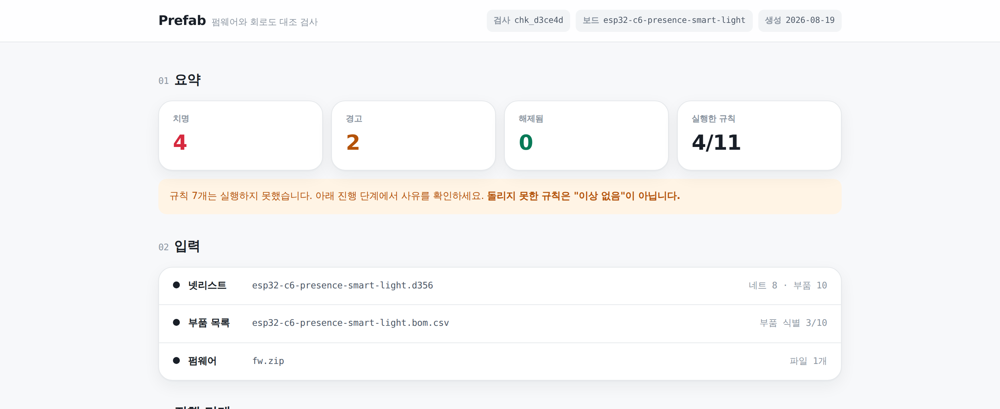 Prefab 펌웨어와 회로도 대조 검사
검사 chk_d3ce4d
보드 esp32-c6-presence-smart-light
생성 2026-08-19
01 요약
치명
4
경고
2
해제됨
0
실행한 규칙
4/11
규칙 7개는 실행하지 못했습니다. 아래 진행 단계에서 사유를 확인하세요. 돌리지 못한 규칙은 "이상 없음"이 아닙니다.
02 입력
넷리스트 esp32-c6-presence-smart-light.d356 네트 8 · 부품 10
부품 목록 esp32-c6-presence-smart-light.bom.csv 부품 식별 3/10
펌웨어 fw.zip 파일 1개